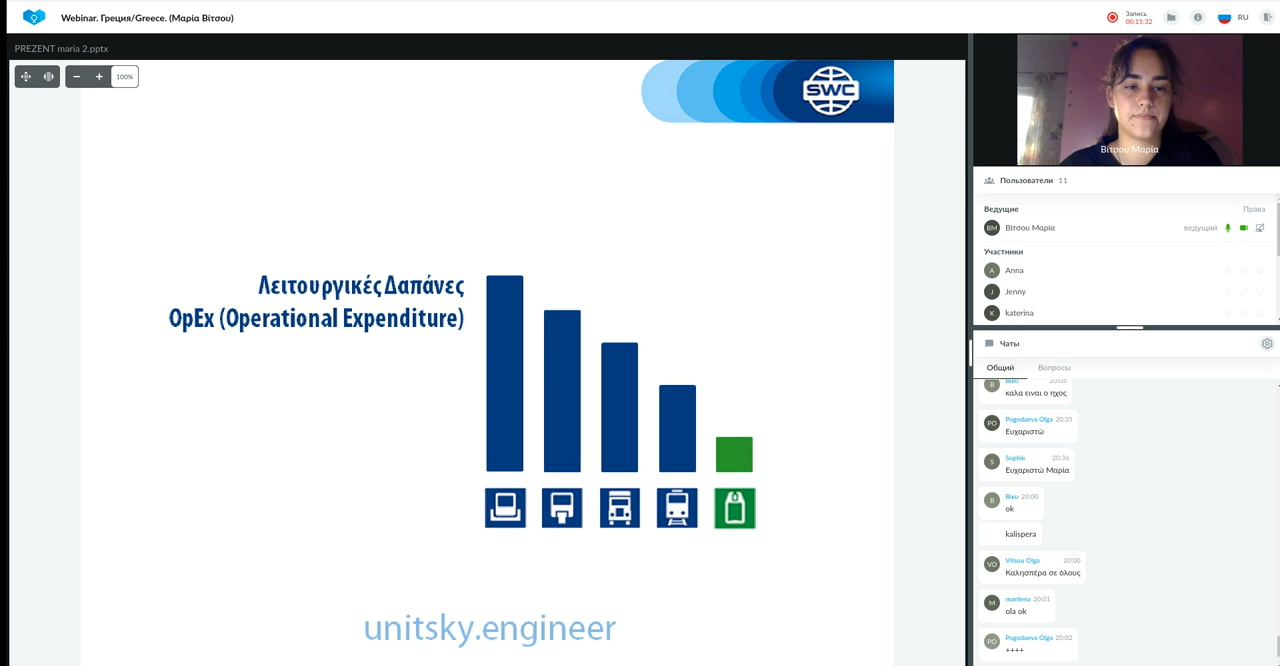 Webinar. Греция/Greece. (Μαρία Βίτσου)
Запись
00:15:32
RU
PREZENT maria 2.pptx
100%
SWC
Λειτουργικές Δαπάνες
OpEx (Operational Expenditure)
unitsky.engineer
Βίτσου Μαρία
Пользователи 11
Ведущие Права
ΒΜ Βίτσου Μαρία ведущий
Участники
A Anna
J Jenny
K katerina
Чаты
Общий Вопросы
καλα ειναι ο ηχος
PO Pogodaeva Olga 20:35
Ευχαριστώ
S Sophie 20:36
Ευχαριστώ Μαρία
B Βίκυ 20:00
ok
kalispera
VO Vitsou Olga 20:00
Καλησπέρα σε όλους
M marilena 20:01
ola ok
PO Pogodaeva Olga 20:02
++++